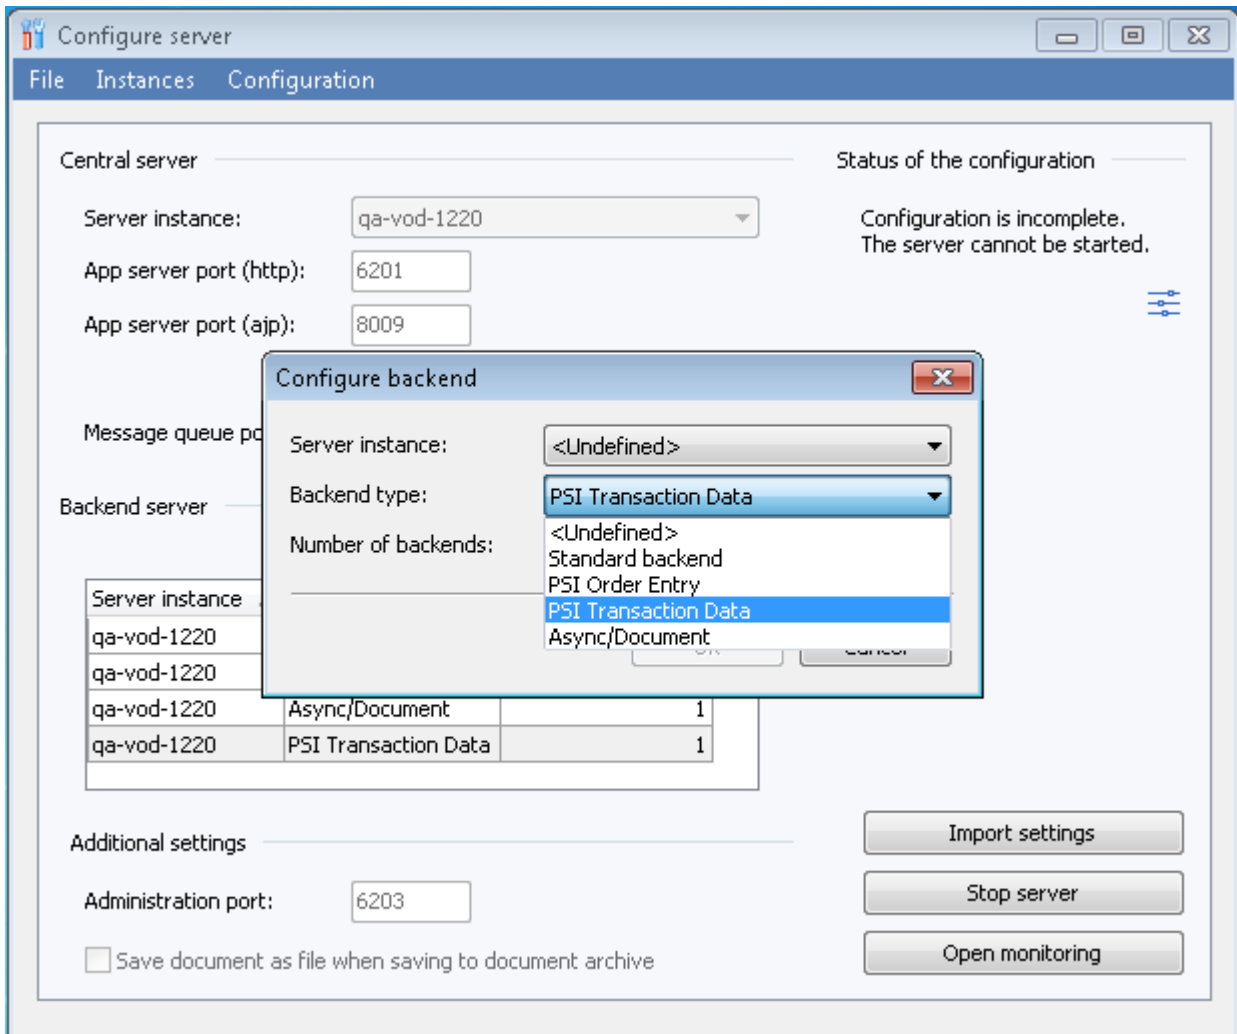 Configure server
File Instances Configuration
Central server
Status of the configuration
Server instance: qa-vod-1220
Configuration is incomplete.
The server cannot be started.
App server port (http): 6201
App server port (ajp): 8009
Configure backend
Message queue
Server instance: <Undefined>
Backend type: PSI Transaction Data
Backend server
<Undefined>
Number of backends:
Standard backend
PSI Order Entry
PSI Transaction Data
Async/Document
Cancel
Server instance
qa-vod-1220
qa-vod-1220
qa-vod-1220 Async/Document 1
qa-vod-1220 PSI Transaction Data 1
Import settings
Additional settings
Stop server
Administration port: 6203
Open monitoring
Save document as file when saving to document archive